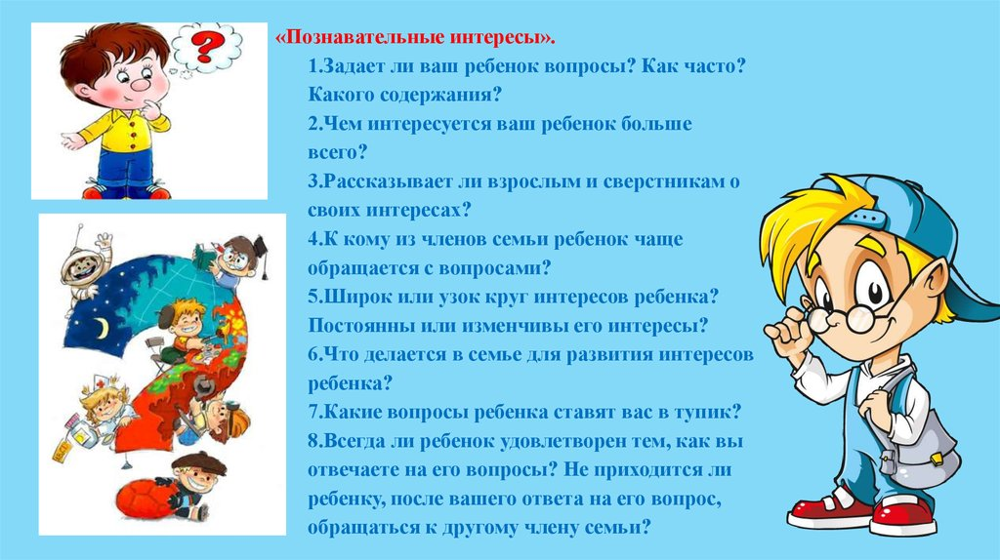 «Познавательные интересы».
1.Задает ли ваш ребенок вопросы? Как часто?
Какого содержания?
2.Чем интересуется ваш ребенок больше
всего?
3.Рассказывает ли взрослым и сверстникам о
своих интересах?
4.К кому из членов семьи ребенок чаще
обращается с вопросами?
5.Широк или узок круг интересов ребенка?
Постоянны или изменчивы его интересы?
6.Что делается в семье для развития интересов
ребенка?
7.Какие вопросы ребенка ставят вас в тупик?
8.Всегда ли ребенок удовлетворен тем, как вы
отвечаете на его вопросы? Не приходится ли
ребенку, после вашего ответа на его вопрос,
обращаться к другому члену семьи?
?